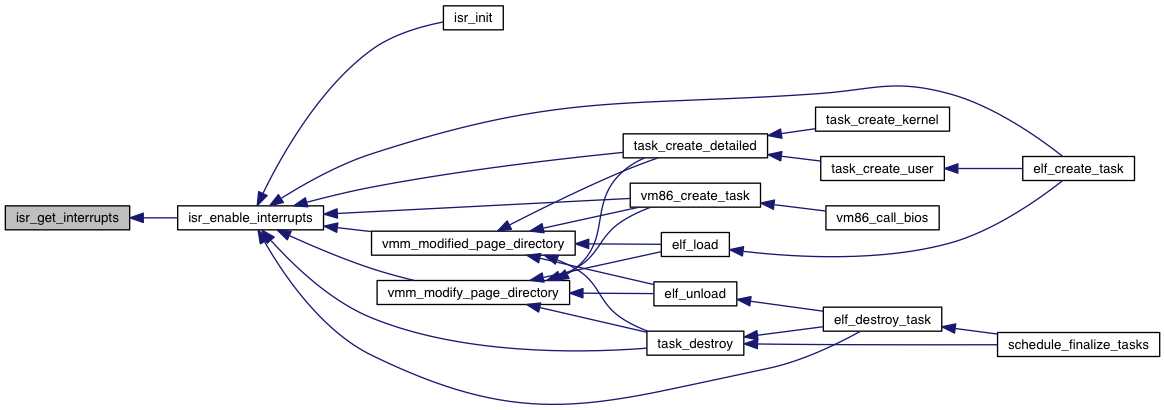 isr_init
task_create_kernel
task_create_detailed
task_create_user
elf_create_task
vm86_create_task
isr_get_interrupts
isr_enable_interrupts
vm86_call_bios
vmm_modified_page_directory
elf_load
vmm_modify_page_directory
elf_unload
elf_destroy_task
task_destroy
schedule_finalize_tasks